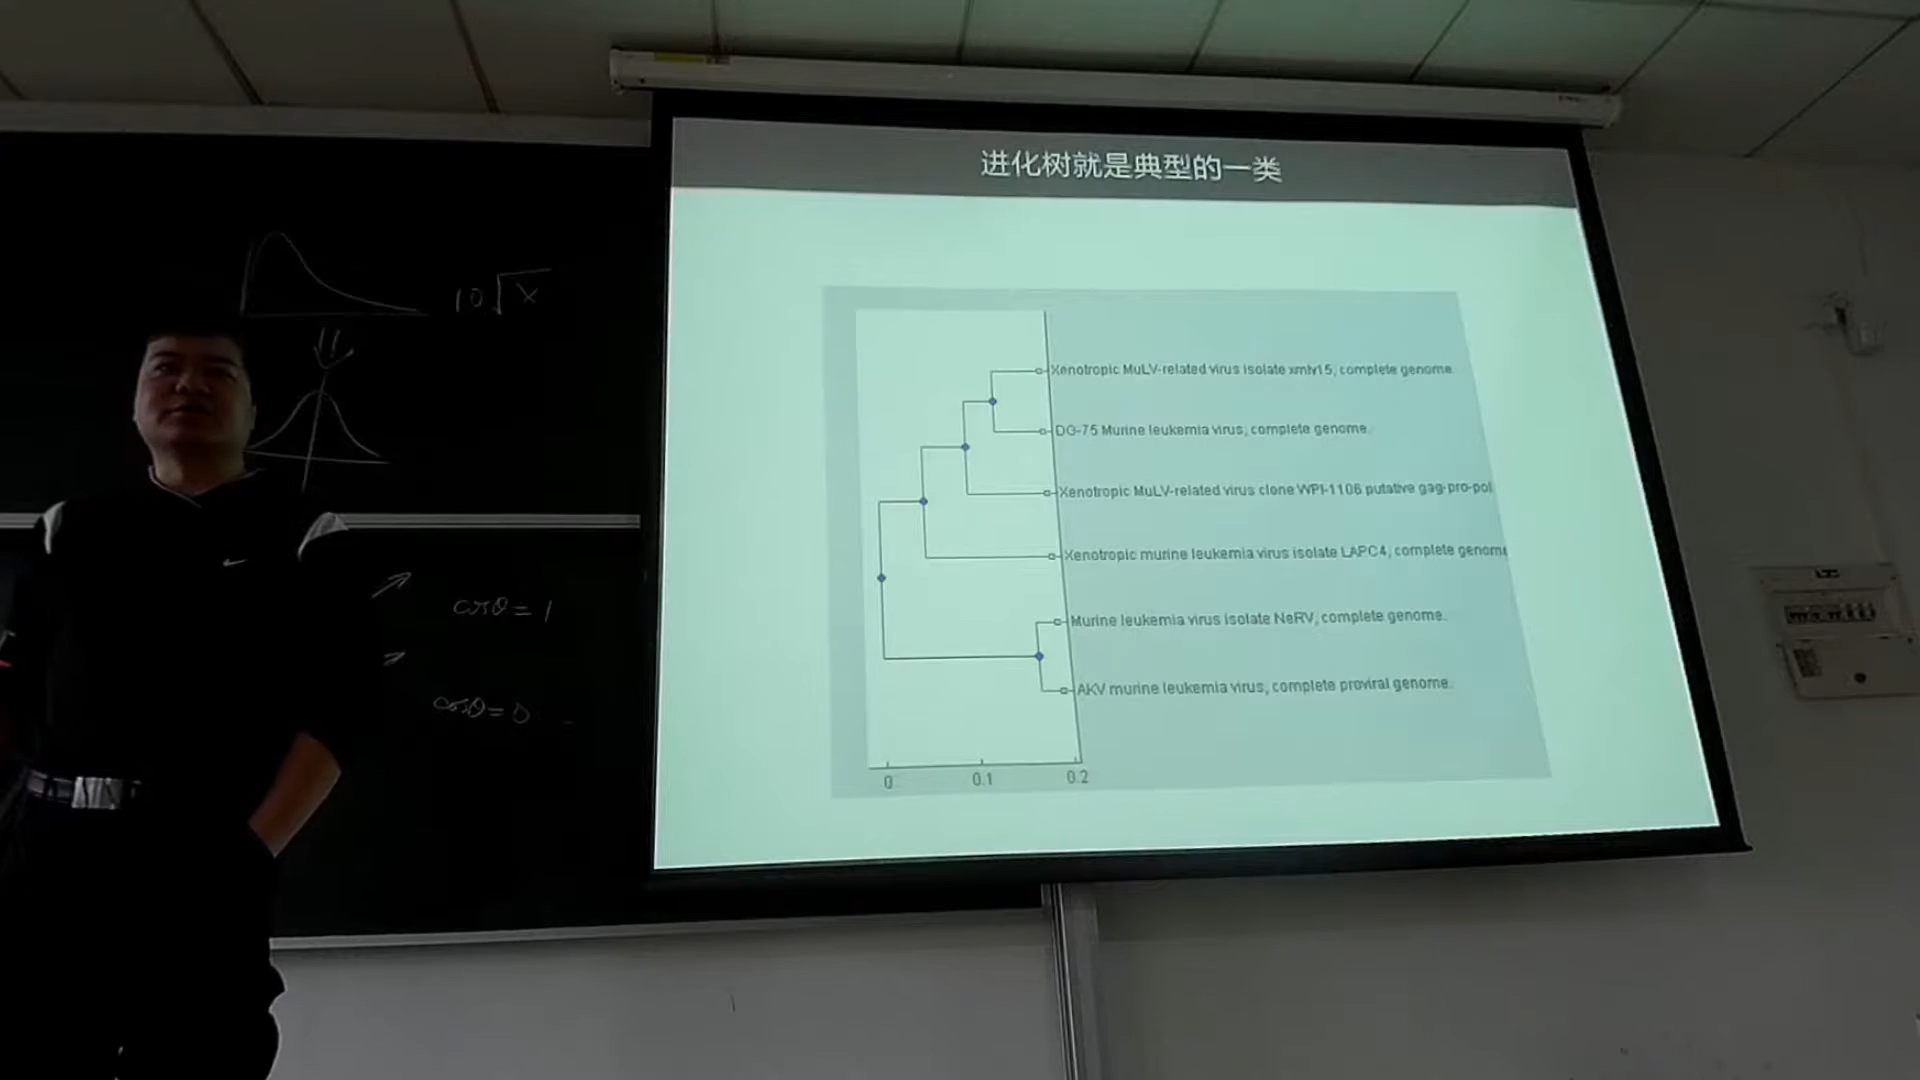 进化树就是典型的一类
Xenotropic MuLV-related virus isolate xmlv15, complete genome.
DG-75 Murine leukemia virus, complete genome.
Xenotropic MuLV-related virus clone WPI-1106 putative gag-pro-pol
Xenotropic murine leukemia virus isolate LAPC4, complete genome
Murine leukemia virus isolate NeRV, complete genome.
AKV murine leukemia virus, complete proviral genome.
0 0.1 0.2
10√x
cosθ=1
cosθ=0